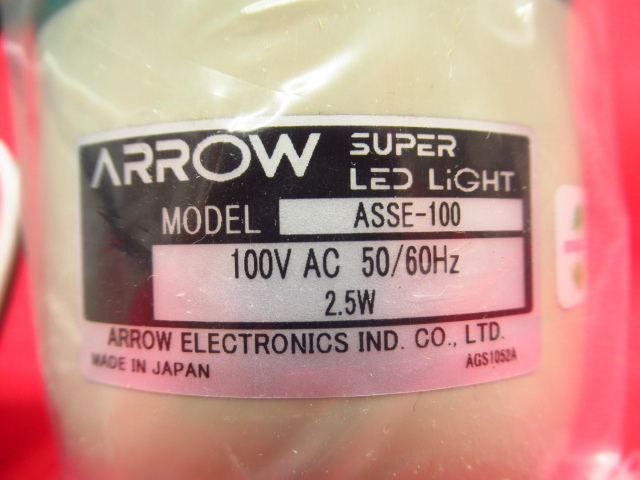 ARROW SUPER
LED LiGHT
MODEL ASSE-100
100V AC 50/60Hz
2.5W
ARROW ELECTRONICS IND. CO., LTD.
MADE IN JAPAN AGS1052A